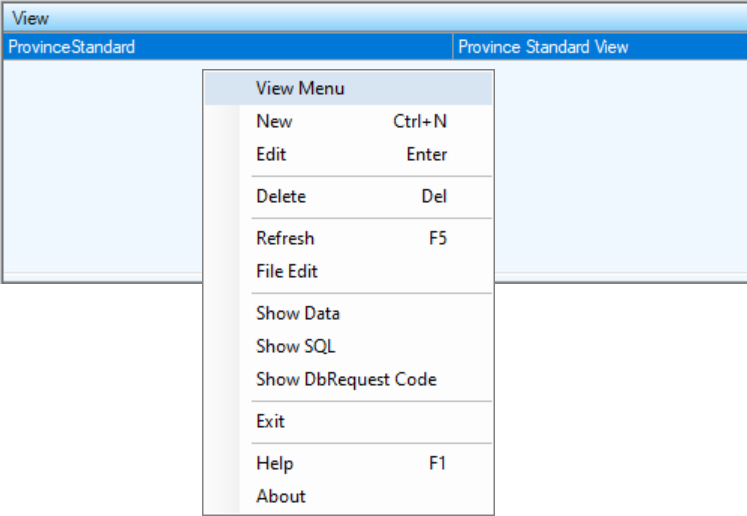 View
ProvinceStandard Province Standard View
View Menu
New Ctrl+N
Edit Enter
Delete Del
Refresh F5
File Edit
Show Data
Show SQL
Show DbRequest Code
Exit
Help F1
About